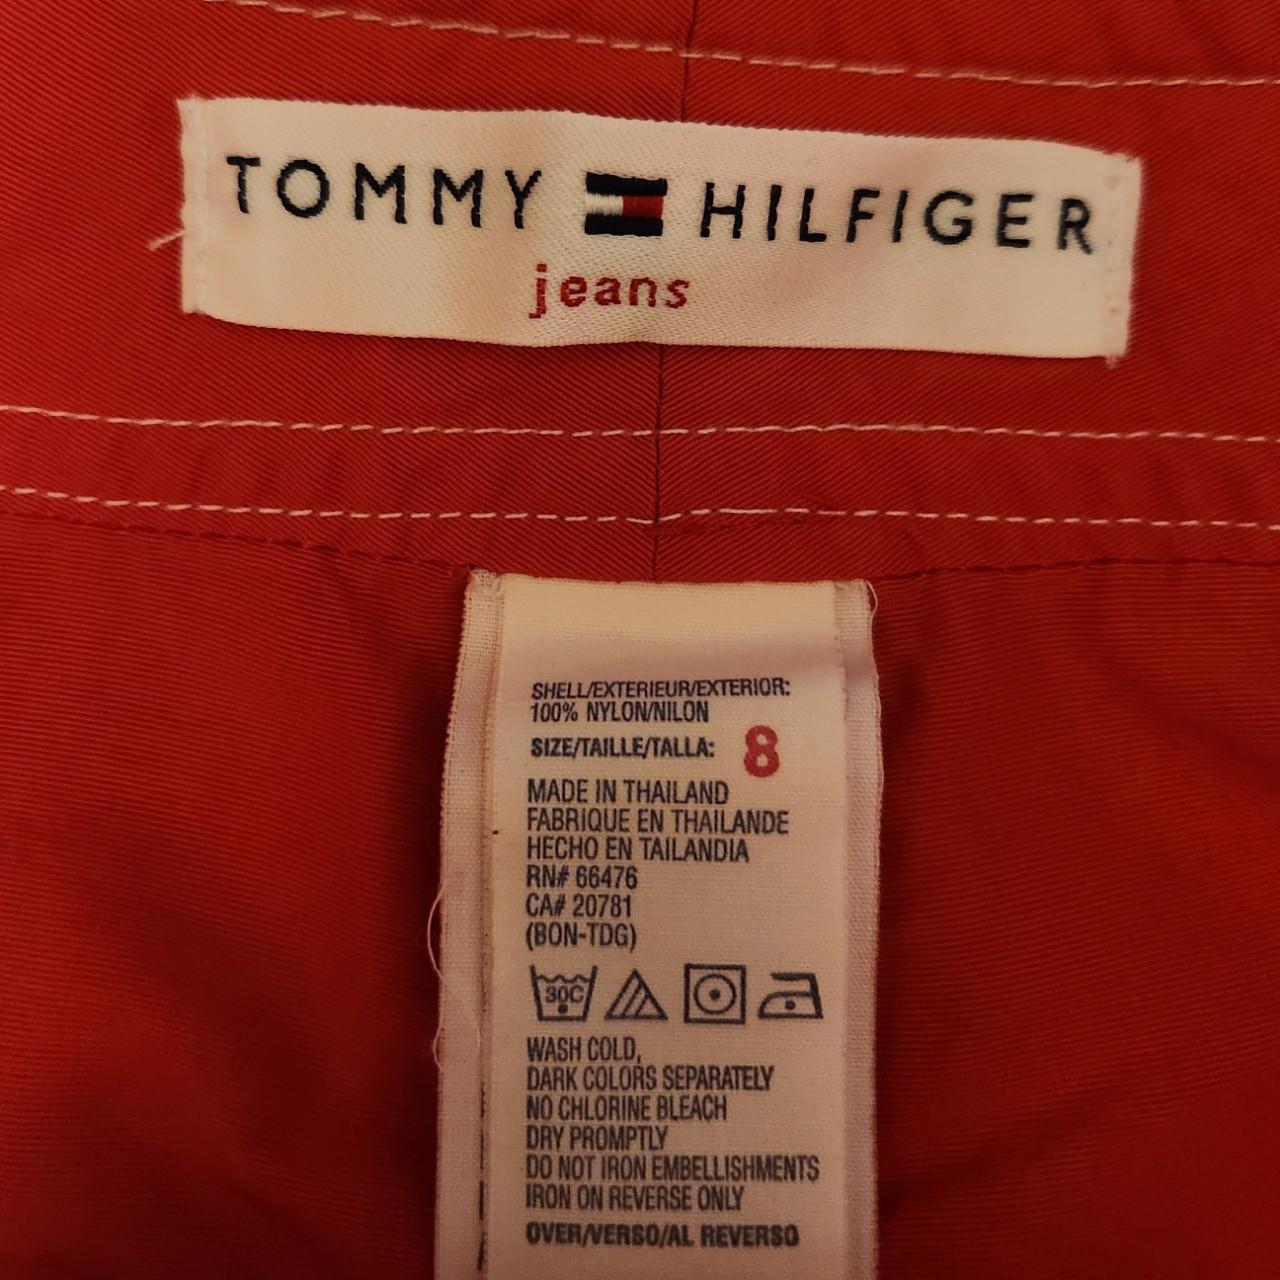 TOMMY HILFIGER
jeans
SHELL/EXTERIEUR/EXTERIOR:
100% NYLON/NILON
SIZE/TAILLE/TALLA: 8
MADE IN THAILAND
FABRIQUE EN THAILANDE
HECHO EN TAILANDIA
RN# 66476
CA# 20781
(BON-TDG)
30C
WASH COLD,
DARK COLORS SEPARATELY
NO CHLORINE BLEACH
DRY PROMPTLY
DO NOT IRON EMBELLISHMENTS
IRON ON REVERSE ONLY
OVER/VERSO/AL REVERSO